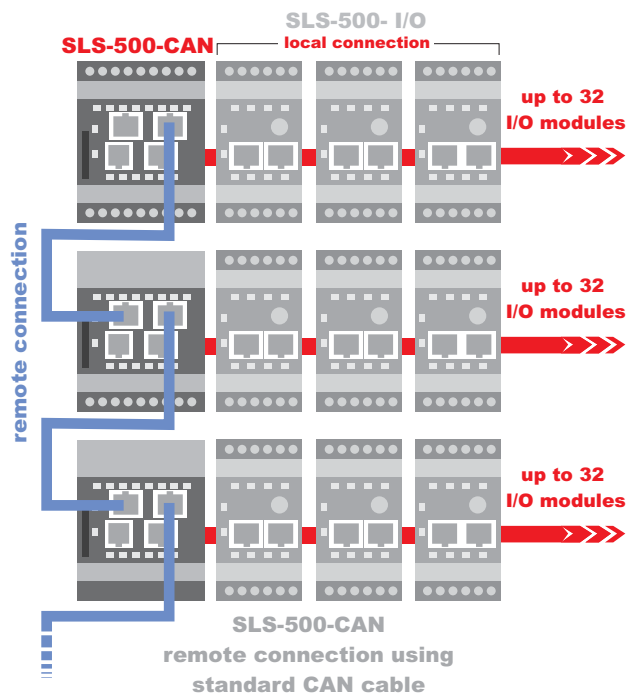 SLS-500- I/O
SLS-500-CAN
local connection
up to 32
I/O modules
remote connection
up to 32
I/O modules
up to 32
I/O modules
SLS-500-CAN
remote connection using
standard CAN cable